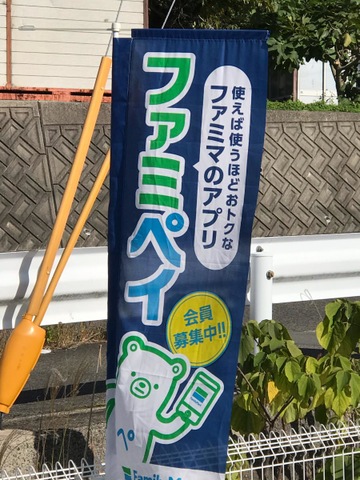 使えば使うほどおトクな
ファミマのアプリ
ファミペイ
会員
募集中!!
ペ